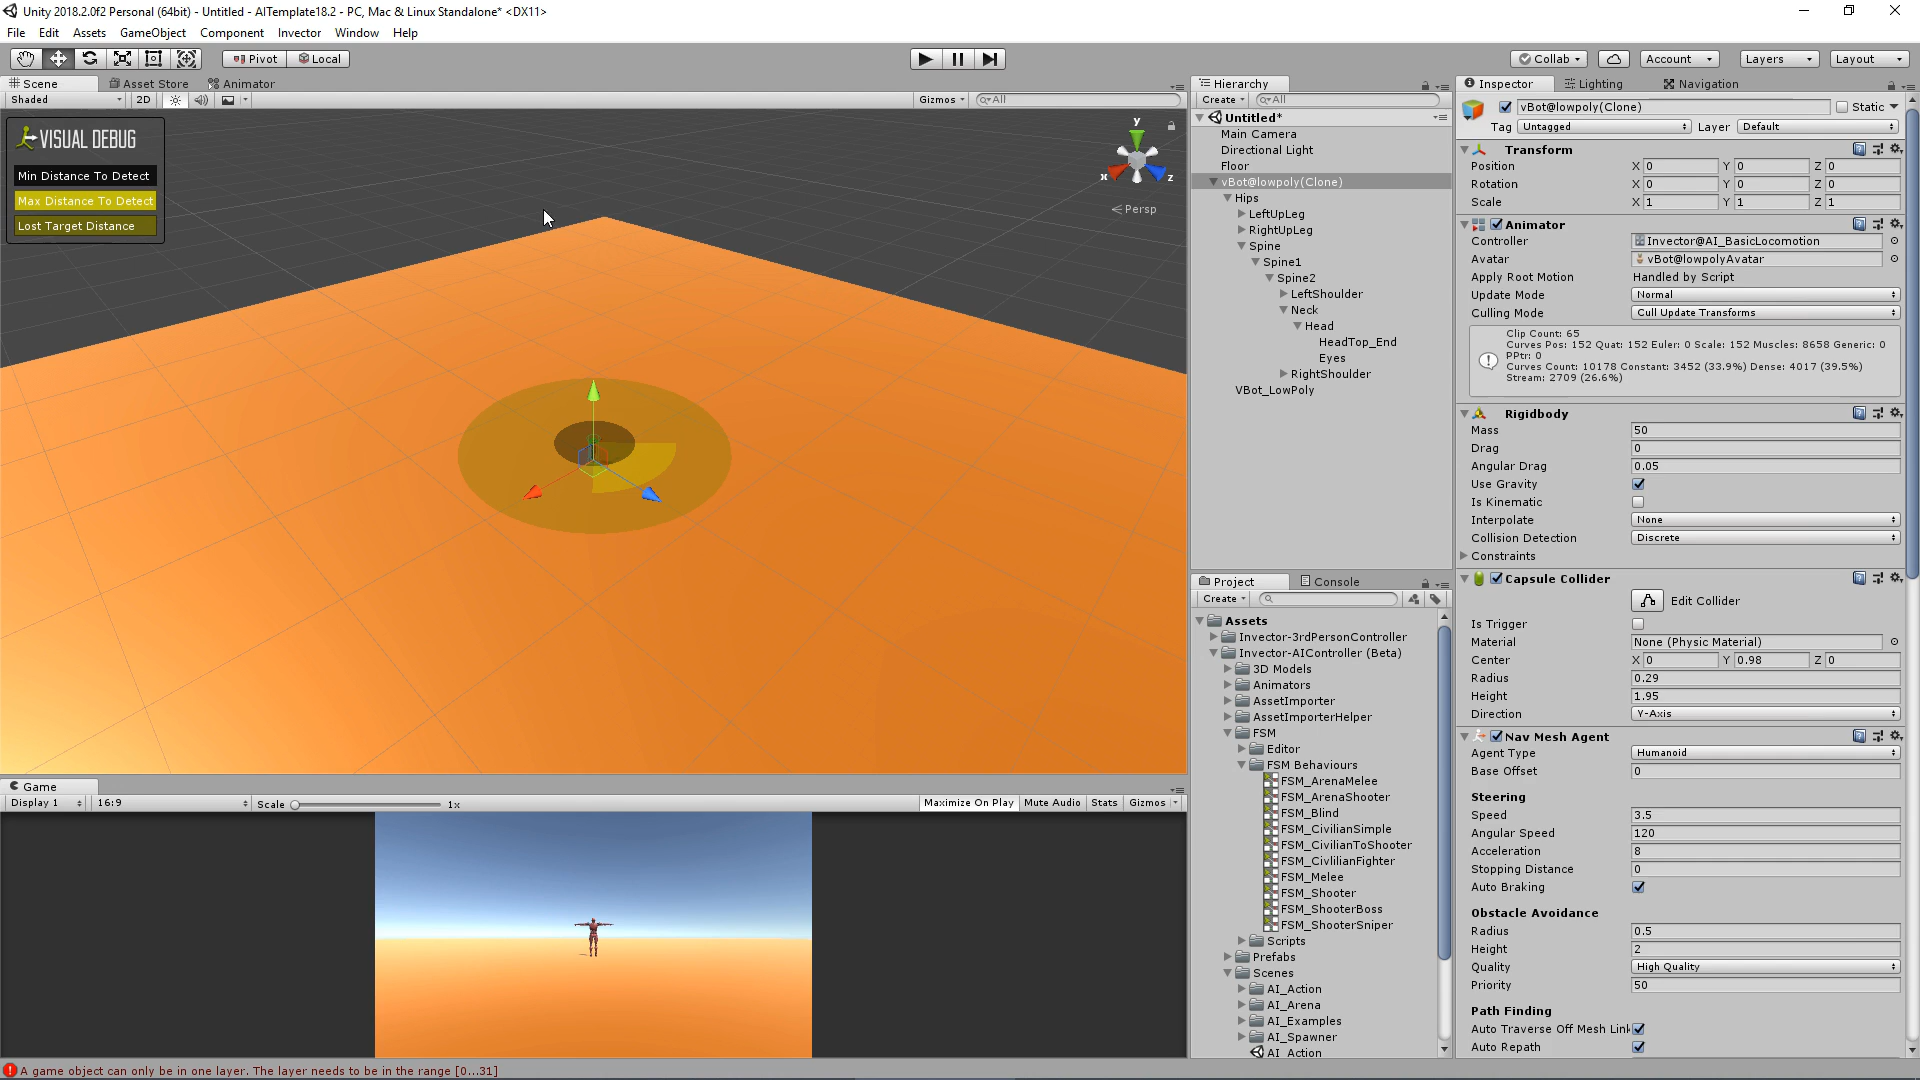 Unity 2018.2.0f2 Personal (64bit) - Untitled - AITemplate18.2 - PC, Mac & Linux Standalone* <DX11>
File Edit Assets GameObject Component Invector Window Help
Pivot Local Collab Account Layers Layout
Scene Asset Store Animator
Shaded 2D Gizmos All
VISUAL DEBUG
Min Distance To Detect
Max Distance To Detect
Lost Target Distance
y
x
z
Persp
Game
Display 1 16:9 Scale 1x Maximize On Play Mute Audio Stats Gizmos
Hierarchy
Create All
Untitled*
Main Camera
Directional Light
Floor
vBot@lowpoly(Clone)
Hips
LeftUpLeg
RightUpLeg
Spine
Spine1
Spine2
LeftShoulder
Neck
Head
HeadTop_End
Eyes
RightShoulder
VBot_LowPoly
Project Console
Create
Assets
Invector-3rdPersonController
Invector-AIController (Beta)
3D Models
Animators
AssetImporter
AssetImporterHelper
FSM
Editor
FSM Behaviours
FSM_ArenaMelee
FSM_ArenaShooter
FSM_Blind
FSM_CivilianSimple
FSM_CivilianToShooter
FSM_CivlilianFighter
FSM_Melee
FSM_Shooter
FSM_ShooterBoss
FSM_ShooterSniper
Scripts
Prefabs
Scenes
AI_Action
AI_Arena
AI_Examples
AI_Spawner
AI_Action
Inspector Lighting Navigation
vBot@lowpoly(Clone) Static
Tag Untagged Layer Default
Transform
Position X 0 Y 0 Z 0
Rotation X 0 Y 0 Z 0
Scale X 1 Y 1 Z 1
Animator
Controller Invector@AI_BasicLocomotion
Avatar vBot@lowpolyAvatar
Apply Root Motion Handled by Script
Update Mode Normal
Culling Mode Cull Update Transforms
Clip Count: 65
Curves Pos: 152 Quat: 152 Euler: 0 Scale: 152 Muscles: 8658 Generic: 0
PPtr: 0
Curves Count: 10178 Constant: 3452 (33.9%) Dense: 4017 (39.5%)
Stream: 2709 (26.6%)
Rigidbody
Mass 50
Drag 0
Angular Drag 0.05
Use Gravity
Is Kinematic
Interpolate None
Collision Detection Discrete
Constraints
Capsule Collider
Edit Collider
Is Trigger
Material None (Physic Material)
Center X 0 Y 0.98 Z 0
Radius 0.29
Height 1.95
Direction Y-Axis
Nav Mesh Agent
Agent Type Humanoid
Base Offset 0
Steering
Speed 3.5
Angular Speed 120
Acceleration 8
Stopping Distance 0
Auto Braking
Obstacle Avoidance
Radius 0.5
Height 2
Quality High Quality
Priority 50
Path Finding
Auto Traverse Off Mesh Link
Auto Repath
A game object can only be in one layer. The layer needs to be in the range [0...31]